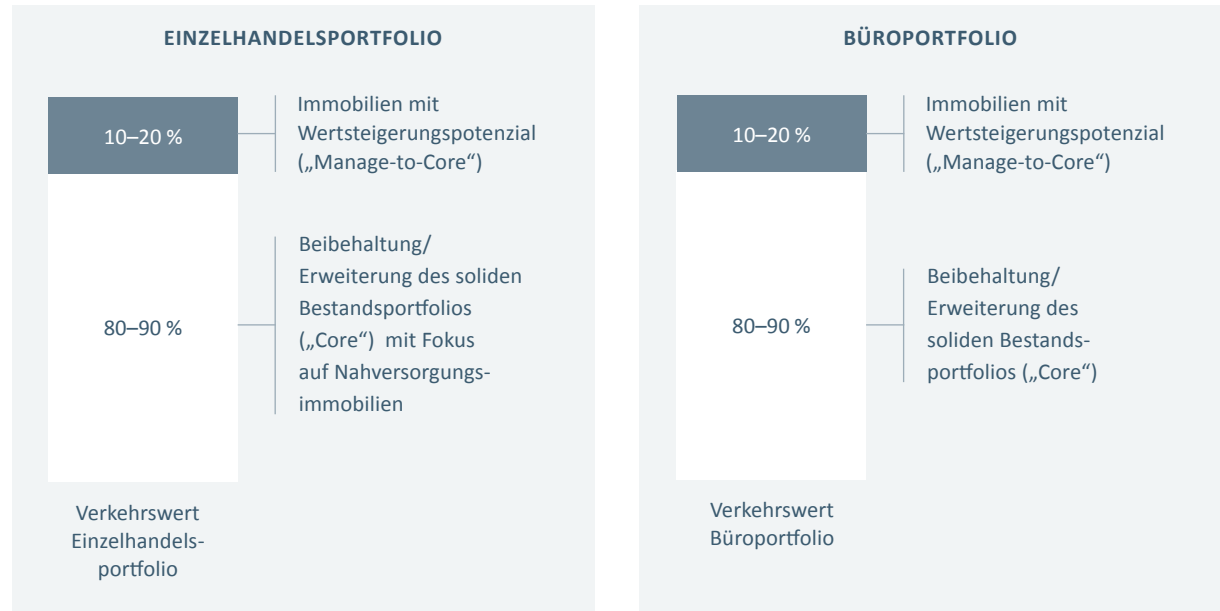 EINZELHANDELSPORTFOLIO
10–20 %
Immobilien mit
Wertsteigerungspotenzial
(„Manage-to-Core“)
80–90 %
Beibehaltung/
Erweiterung des soliden
Bestandsportfolios
(„Core“) mit Fokus
auf Nahversorgungs-
immobilien
Verkehrswert
Einzelhandels-
portfolio
BÜROPORTFOLIO
10–20 %
Immobilien mit
Wertsteigerungspotenzial
(„Manage-to-Core“)
80–90 %
Beibehaltung/
Erweiterung des
soliden Bestands-
portfolios („Core“)
Verkehrswert
Büroportfolio